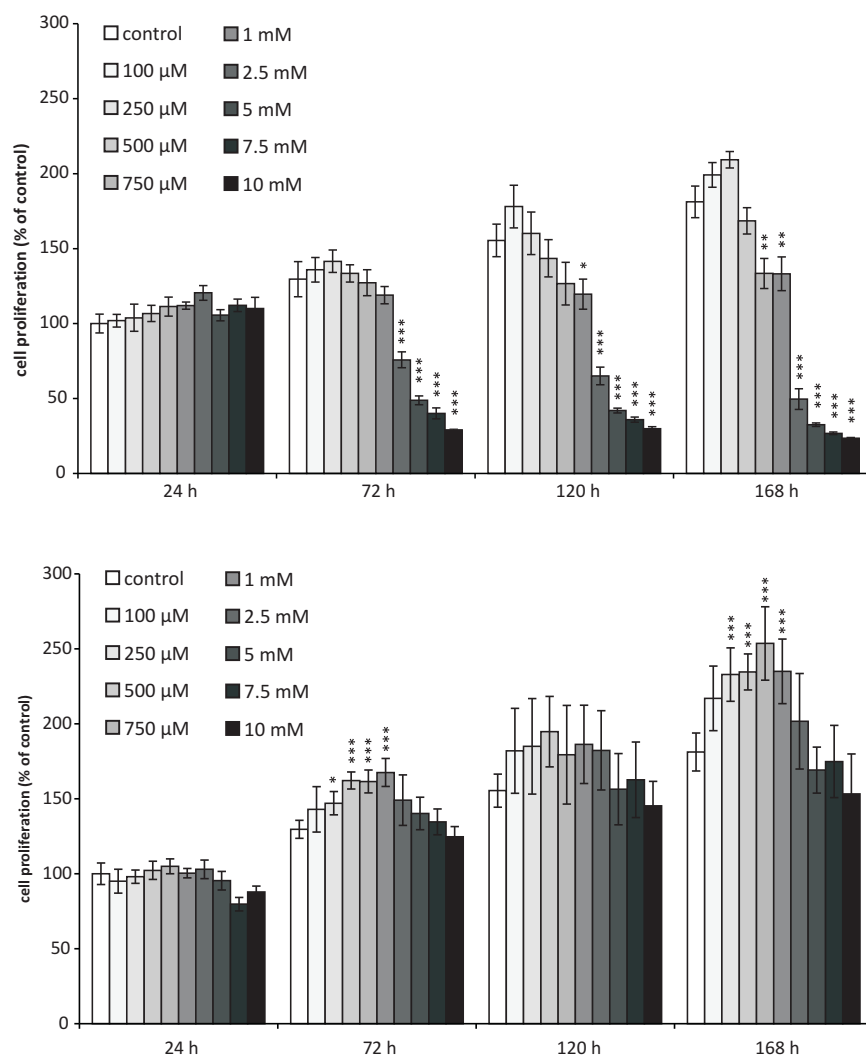 300
250
200
150
100
50
0
cell proliferation (% of control)
control
100 µM
250 µM
500 µM
750 µM
1 mM
2.5 mM
5 mM
7.5 mM
10 mM
***
***
***
***
*
***
***
***
***
**
**
***
***
***
***
24 h
72 h
120 h
168 h
300
250
200
150
100
50
0
cell proliferation (% of control)
control
100 µM
250 µM
500 µM
750 µM
1 mM
2.5 mM
5 mM
7.5 mM
10 mM
*
***
***
***
***
***
***
***
24 h
72 h
120 h
168 h